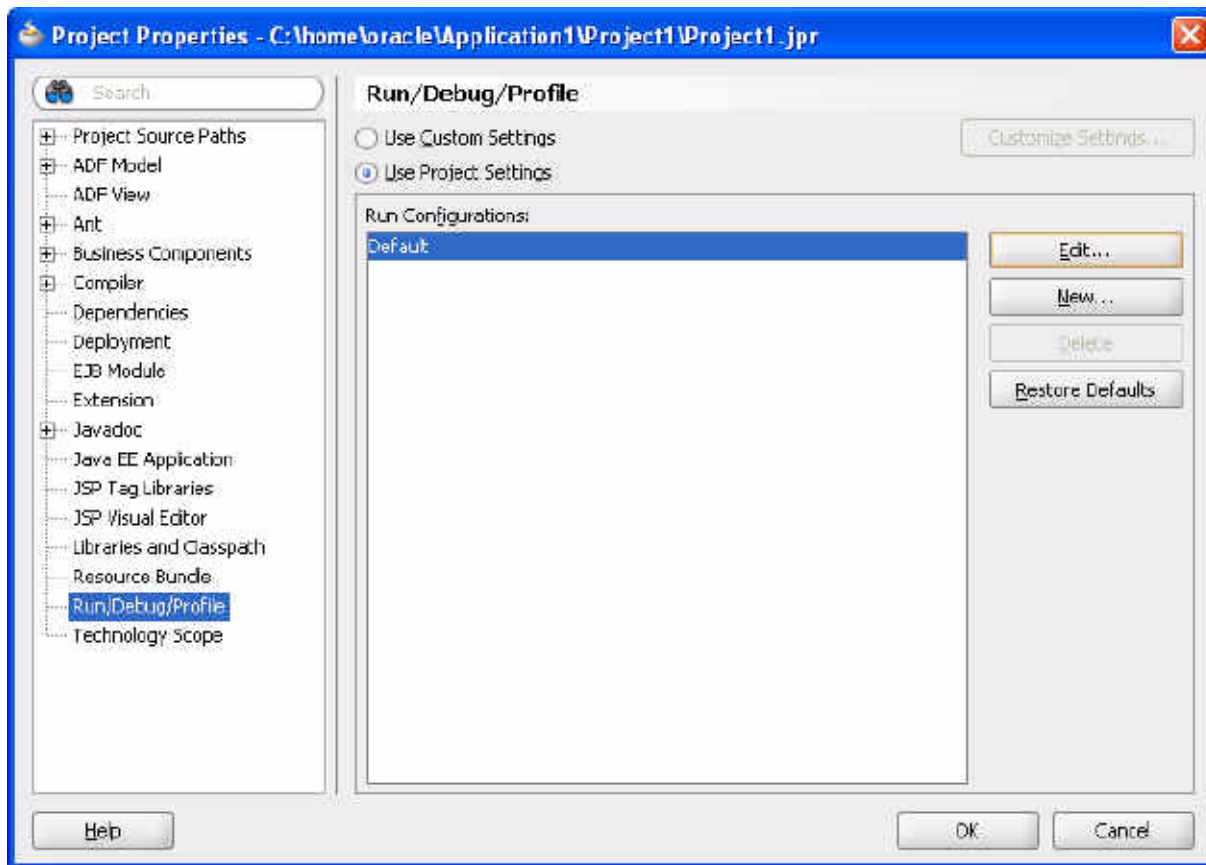 Project Properties - C:\home\oracle\Application1\Project1\Project1.jpr
Search
Project Source Paths
ADF Model
ADF View
Ant
Business Components
Compiler
Dependencies
Deployment
EJB Module
Extension
Javadoc
Java EE Application
JSP Tag Libraries
JSP Visual Editor
Libraries and Classpath
Resource Bundle
Run/Debug/Profile
Technology Scope
Run/Debug/Profile
Use Custom Settings
Customize Settings...
Use Project Settings
Run Configurations:
Default
Edit...
New...
Delete
Restore Defaults
Help
OK
Cancel